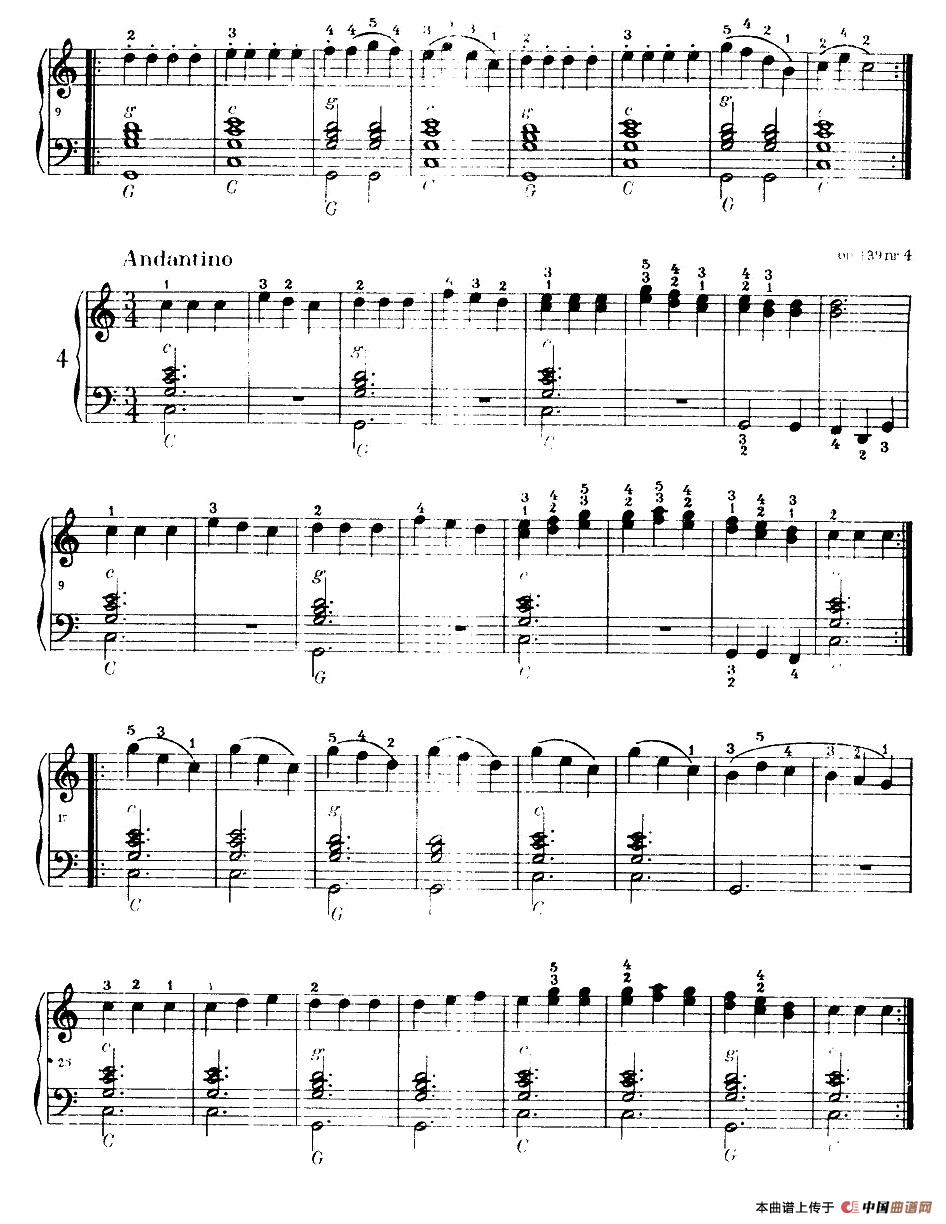 2 3 4 4 5 4 3 5 3 1 2 3 5 4 2 1 2 4 2
9
g c g c g c g c
G C G C G C G C
Andantino
op. 139 nr 4
1 3 2 2 4 3 2 3 1 5 3 4 2 3 1 4 2 3 1
4
3 4
c g c
3 4
C G C 3 2 4 2 3
1 3 2 4 3 1 4 2 5 3 4 2 5 3 4 2 3 1 4 2 3 1 2
9
c g c c
C G C 3 2 4 C
5 3 1 5 4 2 1 3 5 4 3 2 1
17
c g c
C G C
3 2 1 1 2 5 3 4 2 4 2
25
c g c g c
C G C G C
本曲谱上传于 中国曲谱网